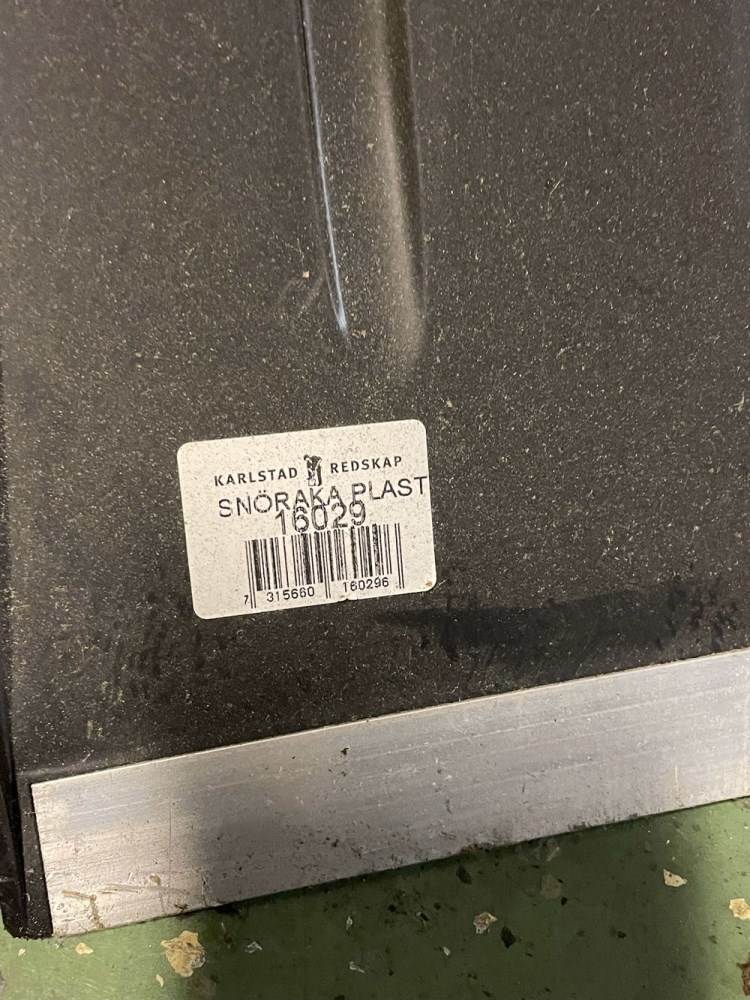 KARLSTAD REDSKAP
SNÖRAKA PLAST
16029
7 315660 160296